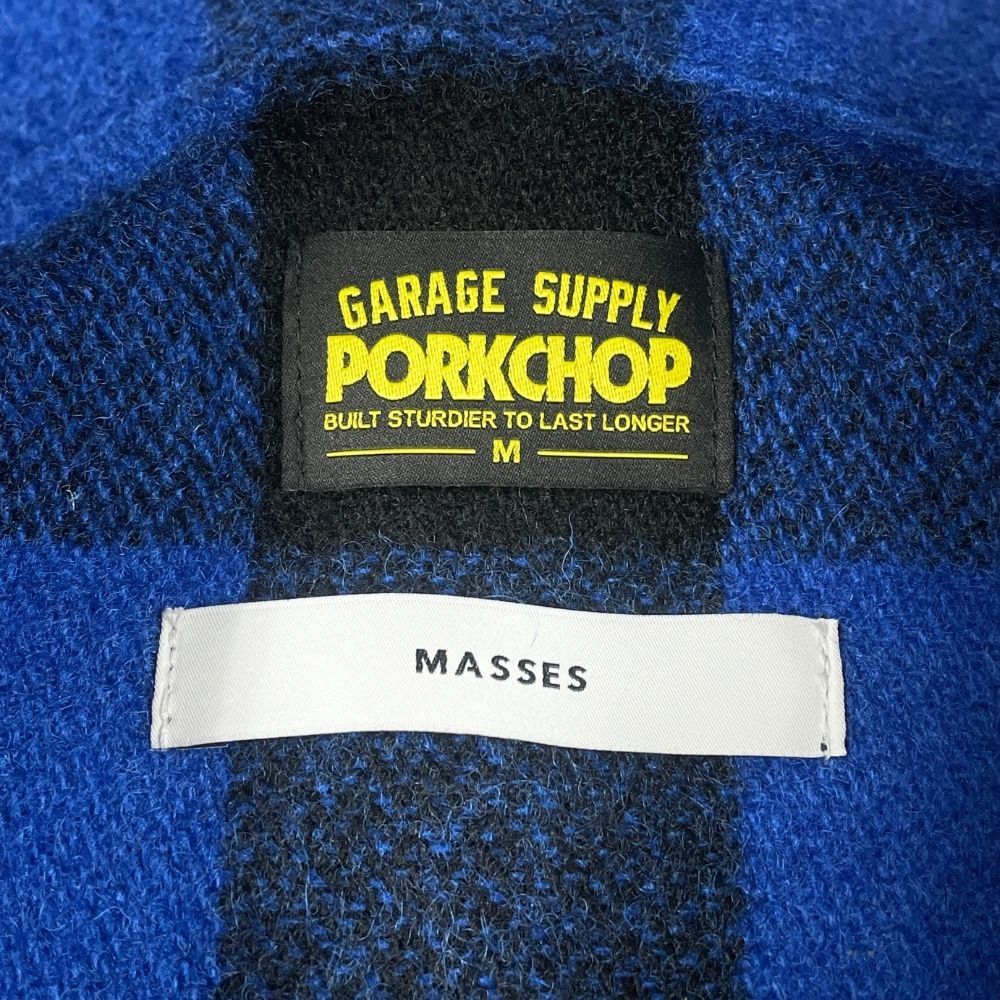 GARAGE SUPPLY
PORKCHOP
BUILT STURDIER TO LAST LONGER
M
MASSES